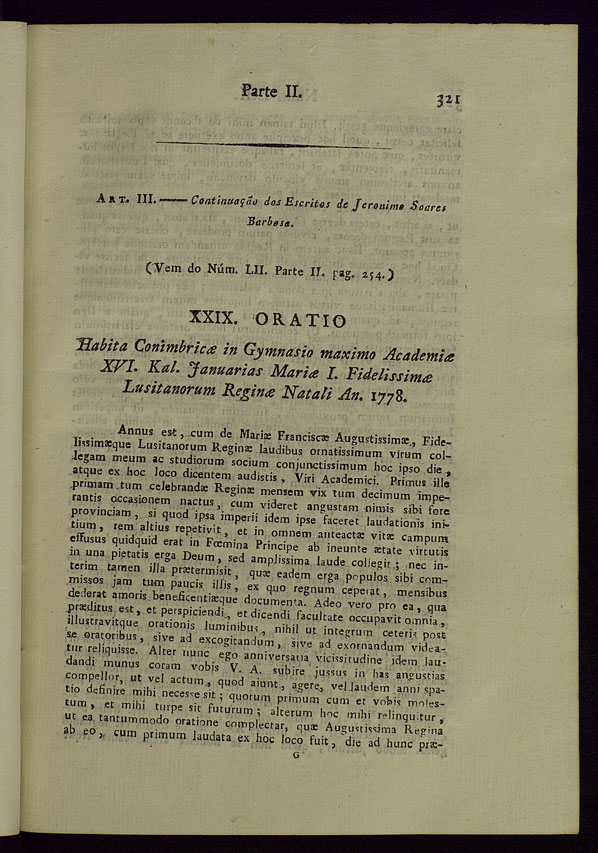 Parte II.
321
ART. III. — Continuação dos Escritos de Jeronimo Soares
Barbosa.
(Vem do Núm. LII. Parte II. pag. 254.)
XXIX. ORATIO
Habita Conimbricæ in Gymnasio maximo Academiæ
XVI. Kal. Januarias Mariæ I. Fidelissimæ
Lusitanorum Reginæ Natali An. 1778.
Annus est, cum de Mariæ Franciscæ Augustissimæ, Fide-
lissimæque Lusitanorum Reginæ laudibus ornatissimum virum col-
legam meum ac studiorum socium conjunctissimum hoc ipso die,
atque ex hoc loco dicentem audistis, Viri Academici. Primus ille
primam tum celebrandæ Reginæ mensem vix tum decimum impe-
rantis occasionem nactus, cum videret angustam nimis sibi fore
provinciam, si quod ipsa imperii idem ipse faceret laudationis ini-
tium, rem altius repetivit, et in omnem anteactæ vitæ campum
effusus quidquid erat in Fœmina Principe ab ineunte ætate virtutis
in una pietatis erga Deum, sed amplissima laude collegit; nec in-
terim tamen illa prætermisit, quæ eadem erga populos sibi com-
missos jam tum paucis illis, ex quo regnum ceperat, mensibus
dederat amoris beneficentiæque documenta. Adeo vero pro ea, qua
præditus est, et perspiciendi, et dicendi facultate occupavit omnia,
illustravitque orationis luminibus, nihil ut integrum ceteris post
se oratoribus, sive ad excogitandum, sive ad exornandum videa-
tur reliquisse. Alter nunc ego anniversaria vicissitudine idem lau-
dandi munus coram vobis V. A. subire jussus in has angustias
compellor, ut vel actum, quod aiunt, agere, vel laudem anni spa-
tio definire mihi necesse sit; quorum primum cum et vobis moles-
tum, et mihi turpe sit futurum; alterum hoc mihi relinquitur,
ut ea tantummodo oratione complectar, quæ Augustissima Regina
ab eo, cum primum laudata ex hoc loco fuit, die ad hunc præ-
G